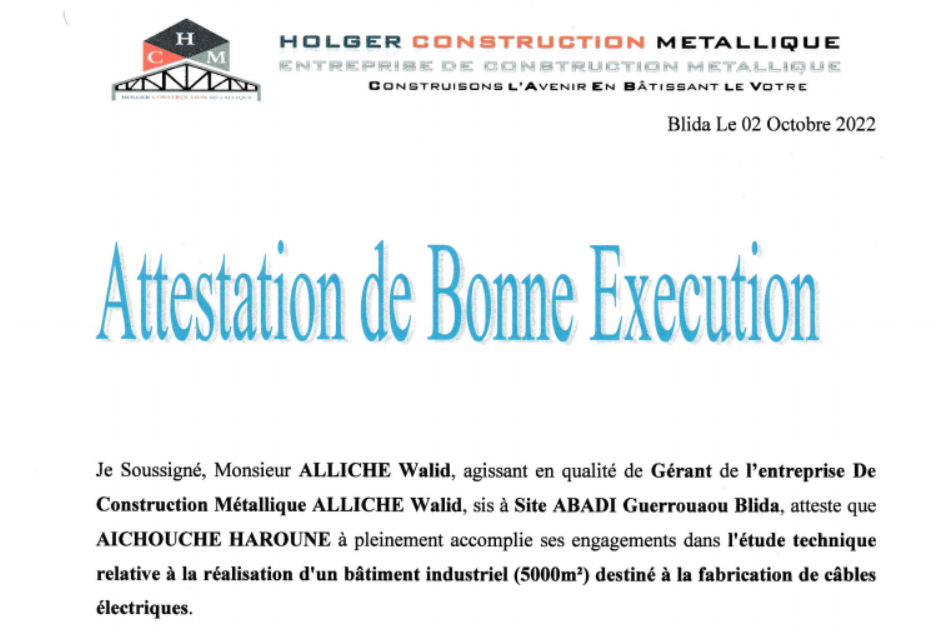 H
C M
HOLGER CONSTRUCTION METALLIQUE
HOLGER CONSTRUCTION METALLIQUE
ENTREPRISE DE CONSTRUCTION METALLIQUE
CONSTRUISONS L'AVENIR EN BÂTISSANT LE VOTRE
Blida Le 02 Octobre 2022
Attestation de Bonne Execution
Je Soussigné, Monsieur ALLICHE Walid, agissant en qualité de Gérant de l'entreprise De
Construction Métallique ALLICHE Walid, sis à Site ABADI Guerrouaou Blida, atteste que
AICHOUCHE HAROUNE à pleinement accomplie ses engagements dans l'étude technique
relative à la réalisation d'un bâtiment industriel (5000m²) destiné à la fabrication de câbles
électriques.